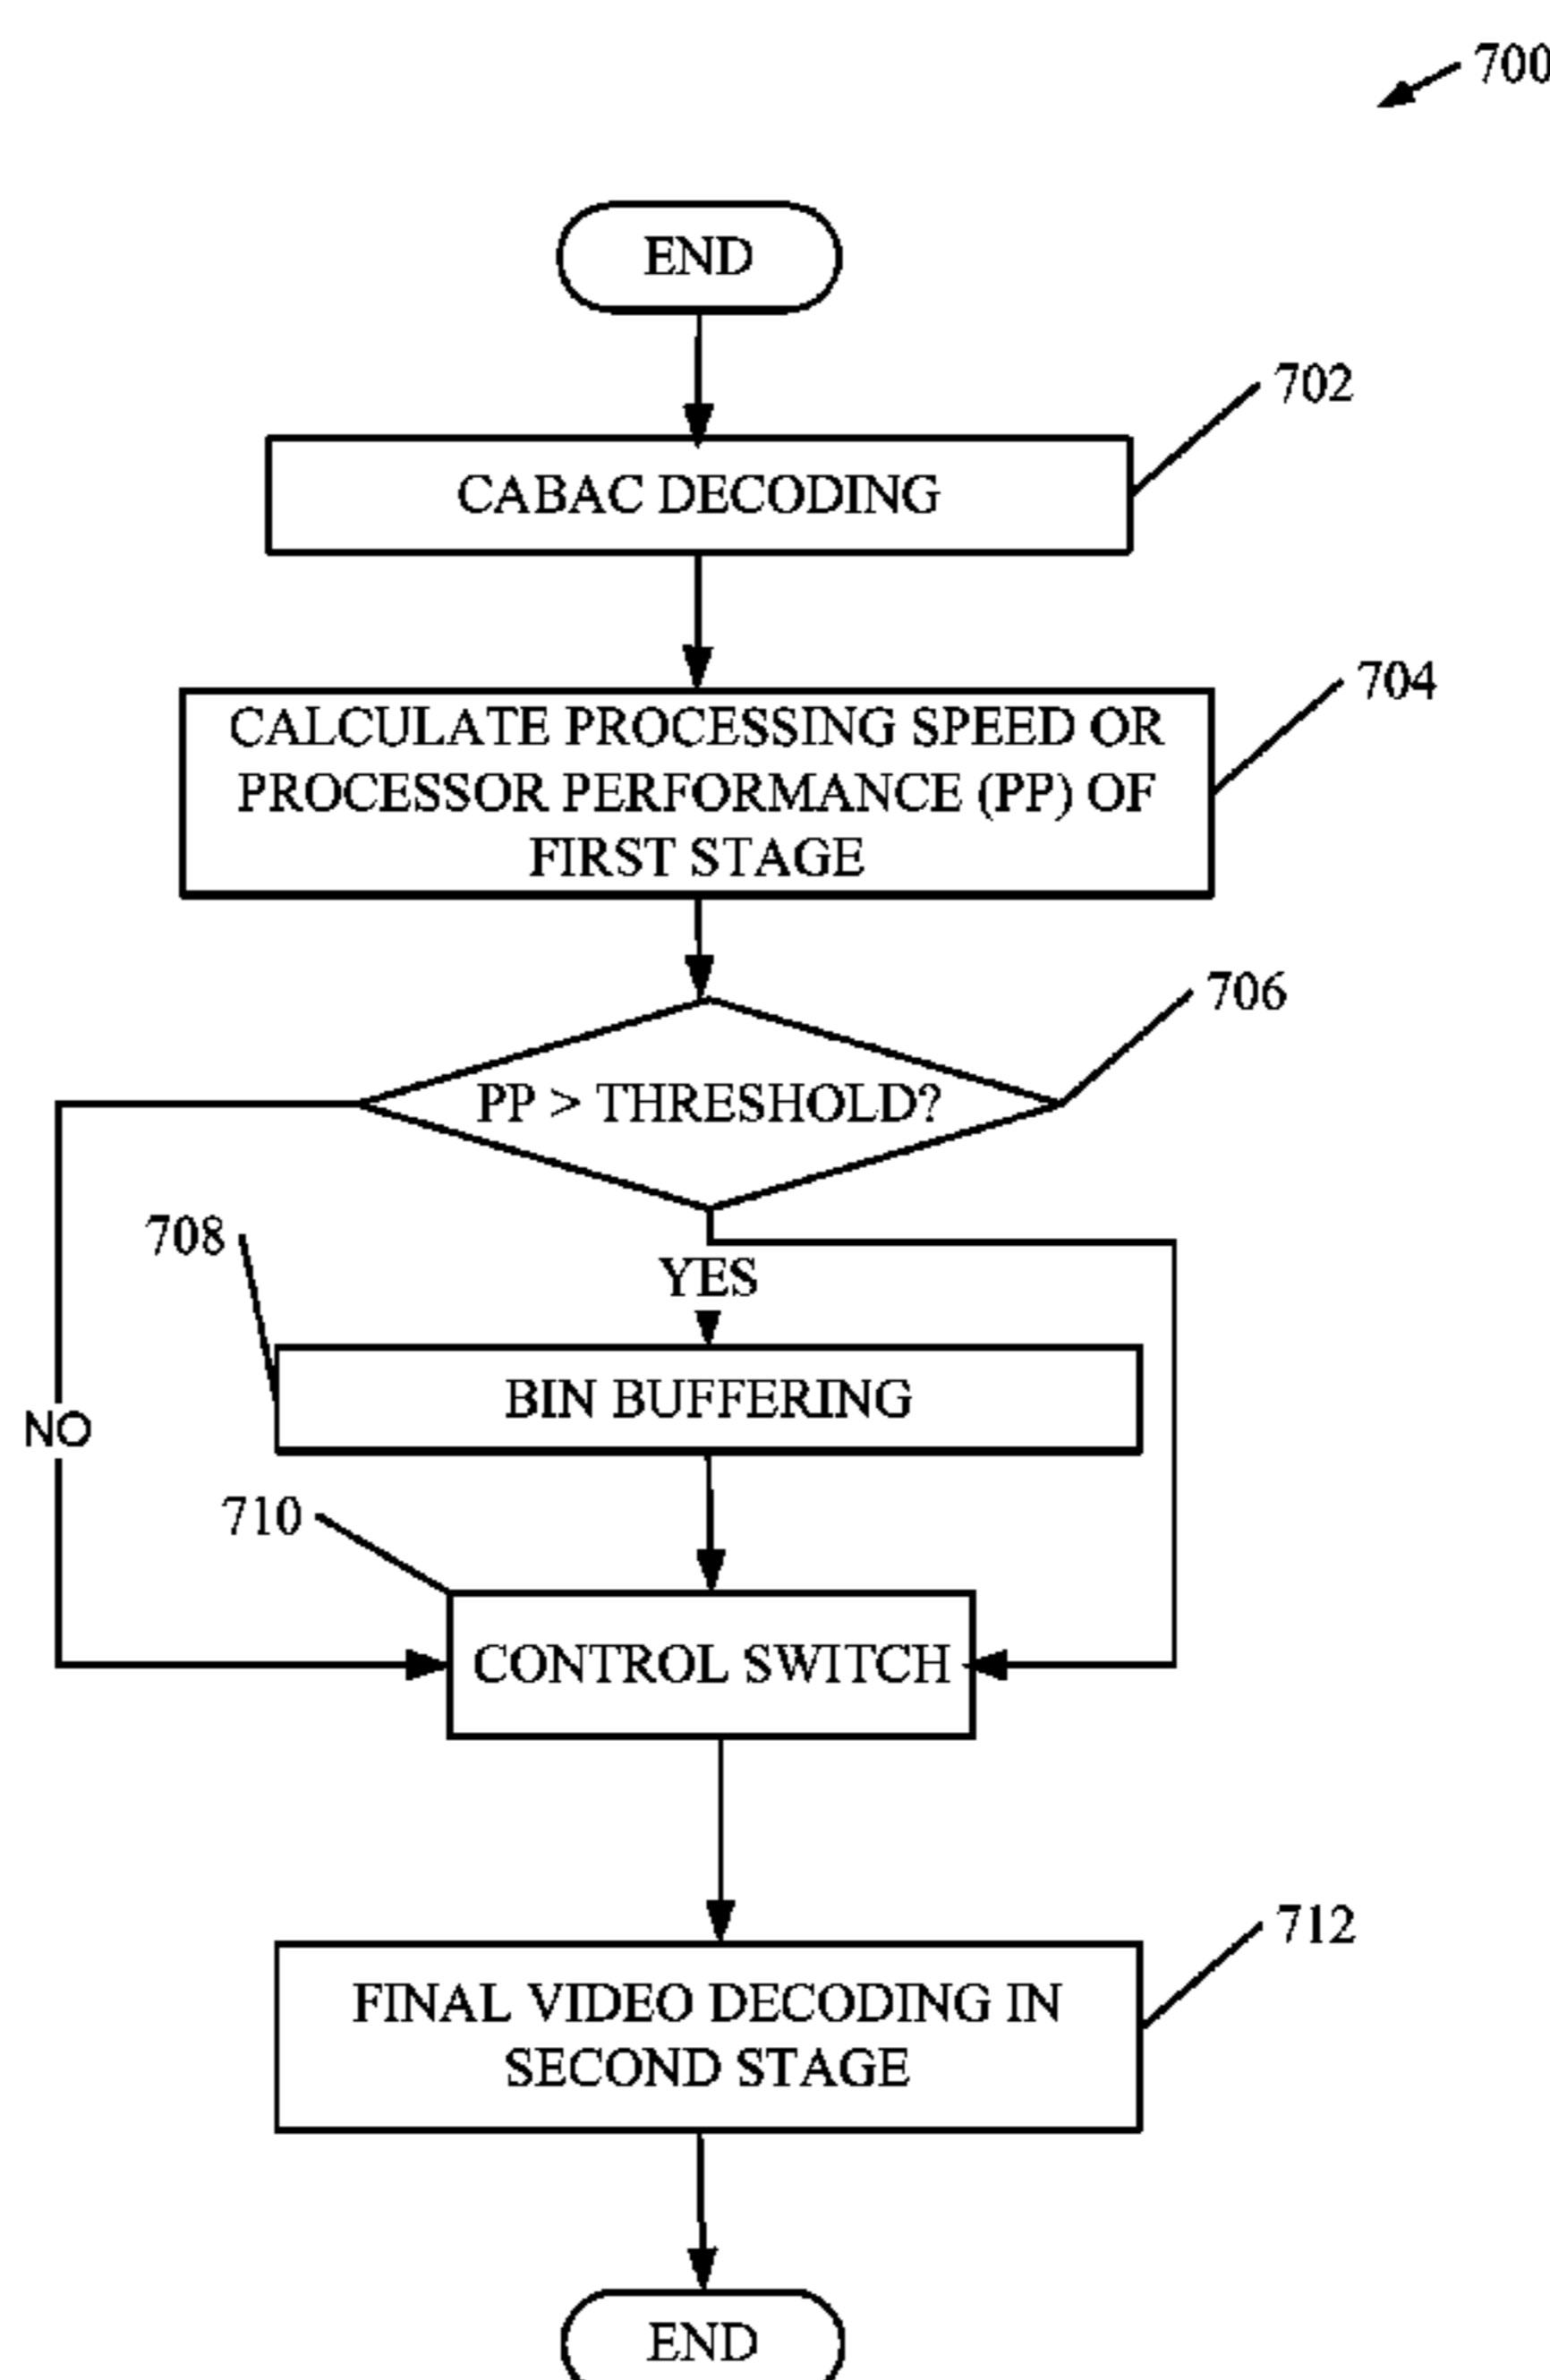 700
END
702
CABAC DECODING
704
CALCULATE PROCESSING SPEED OR
PROCESSOR PERFORMANCE (PP) OF
FIRST STAGE
706
PP > THRESHOLD?
708
YES
BIN BUFFERING
NO
710
CONTROL SWITCH
712
FINAL VIDEO DECODING IN
SECOND STAGE
END